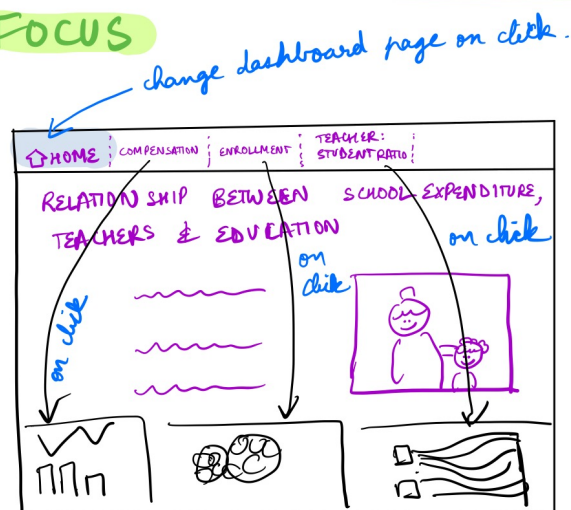 FOCUS
change dashboard page on click.
HOME
COMPENSATION
ENROLLMENT
TEACHER:
STUDENT RATIO
RELATIONSHIP BETWEEN SCHOOL EXPENDITURE,
TEACHERS & EDUCATION
on click
on
click
on click